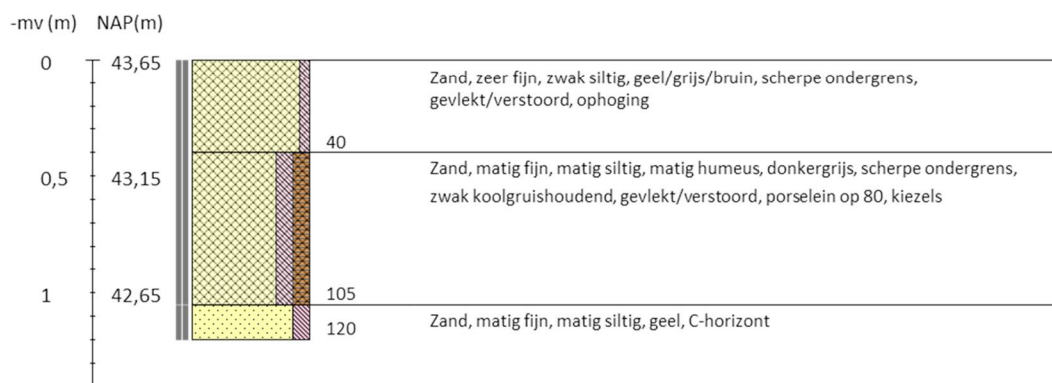 -mv (m) NAP(m)
0 43,65
Zand, zeer fijn, zwak siltig, geel/grijs/bruin, scherpe ondergrens,
gevlekt/verstoord, ophoging
40
0,5 43,15
Zand, matig fijn, matig siltig, matig humeus, donkergrijs, scherpe ondergrens,
zwak koolgruishoudend, gevlekt/verstoord, porselein op 80, kiezels
1 42,65
105
120
Zand, matig fijn, matig siltig, geel, C-horizont